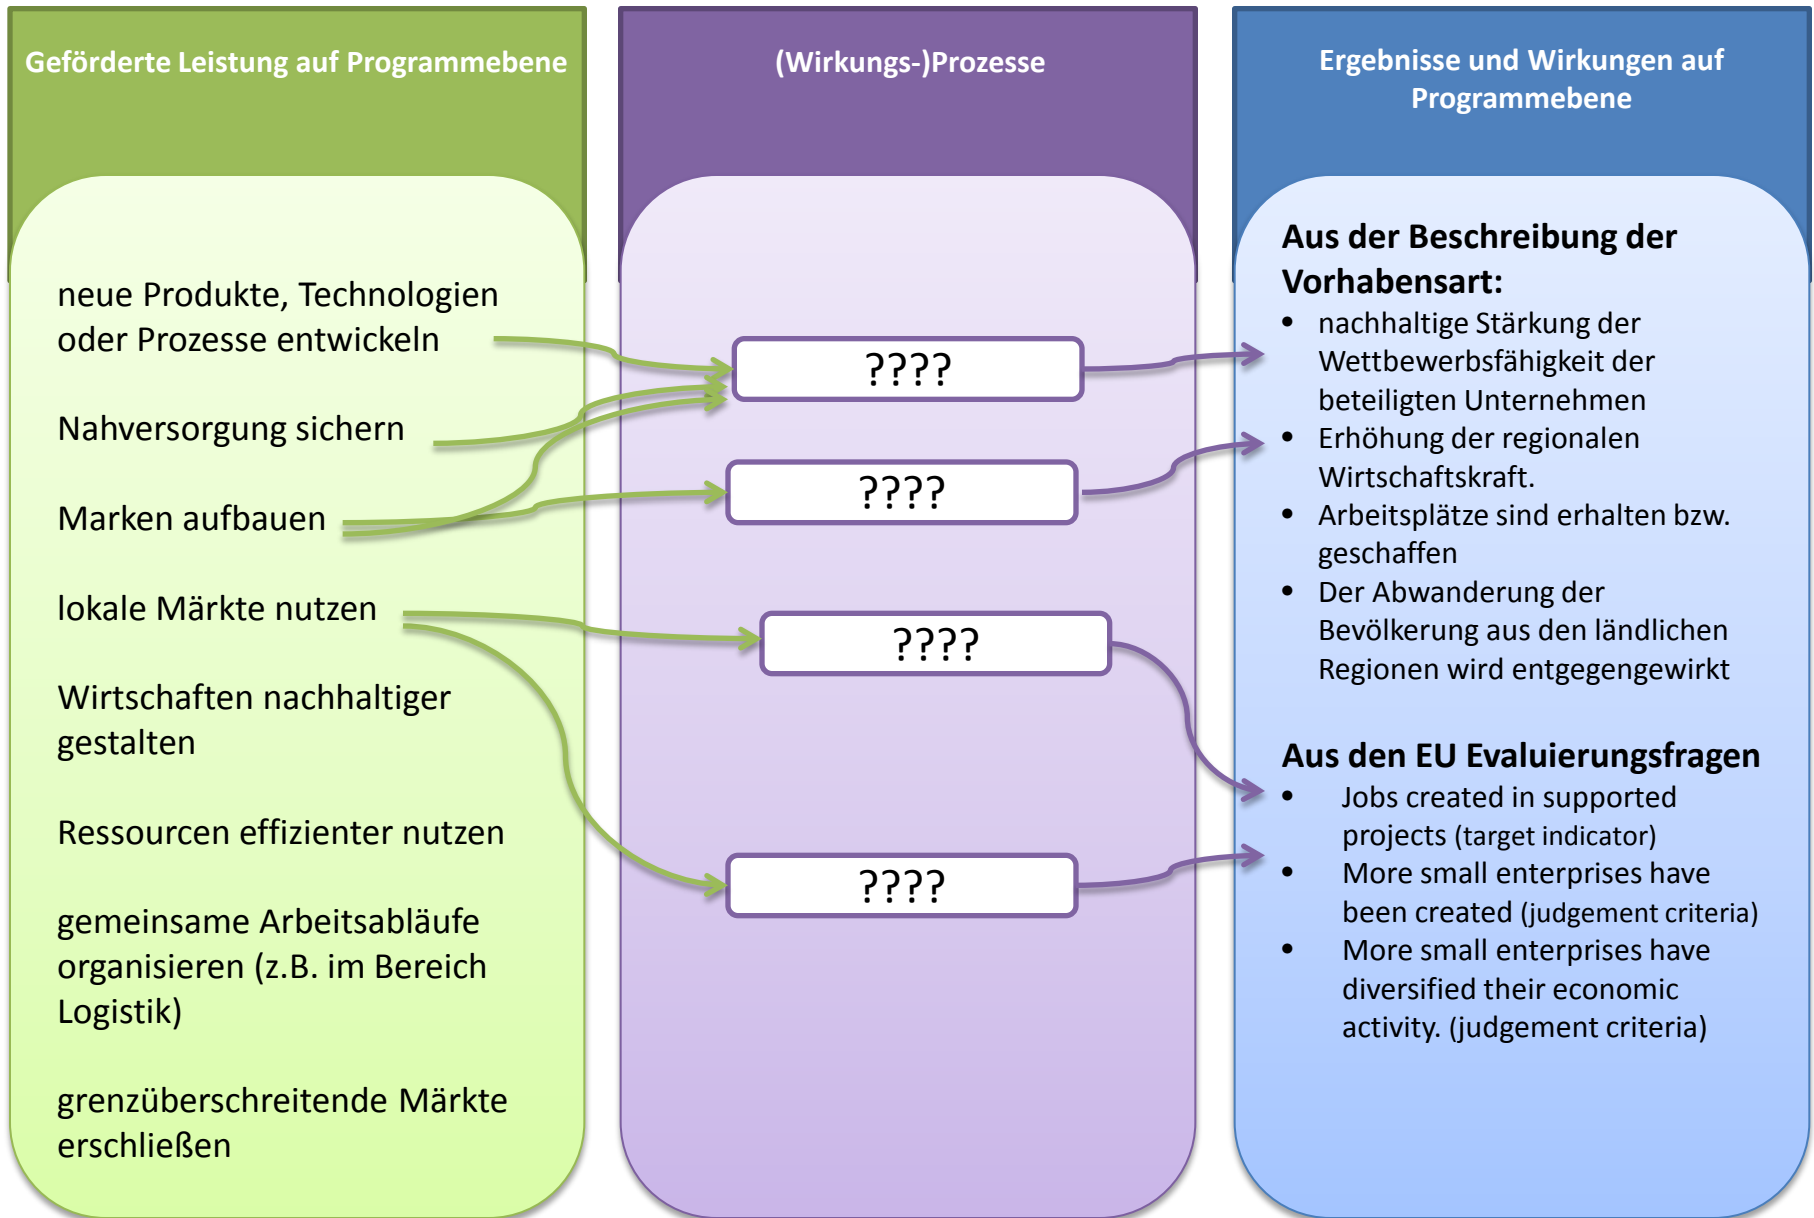 Geförderte Leistung auf Programmebene
neue Produkte, Technologien
oder Prozesse entwickeln
Nahversorgung sichern
Marken aufbauen
lokale Märkte nutzen
Wirtschaften nachhaltiger
gestalten
Ressourcen effizienter nutzen
gemeinsame Arbeitsabläufe
organisieren (z.B. im Bereich
Logistik)
grenzüberschreitende Märkte
erschließen
(Wirkungs-)Prozesse
????
????
????
????
Ergebnisse und Wirkungen auf
Programmebene
Aus der Beschreibung der
Vorhabensart:
• nachhaltige Stärkung der
Wettbewerbsfähigkeit der
beteiligten Unternehmen
• Erhöhung der regionalen
Wirtschaftskraft.
• Arbeitsplätze sind erhalten bzw.
geschaffen
• Der Abwanderung der
Bevölkerung aus den ländlichen
Regionen wird entgegengewirkt
Aus den EU Evaluierungsfragen
• Jobs created in supported
projects (target indicator)
• More small enterprises have
been created (judgement criteria)
• More small enterprises have
diversified their economic
activity. (judgement criteria)